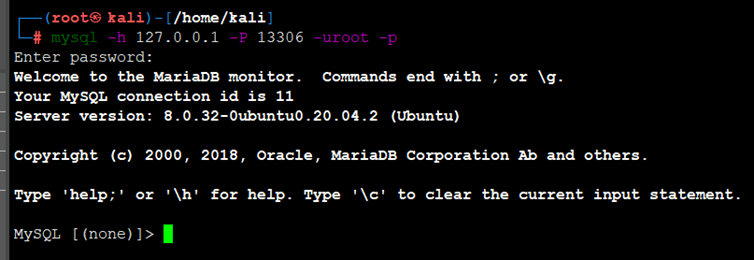 ┌──(root㉿kali)-[/home/kali]
└─# mysql -h 127.0.0.1 -P 13306 -uroot -p
Enter password:
Welcome to the MariaDB monitor.  Commands end with ; or \g.
Your MySQL connection id is 11
Server version: 8.0.32-0ubuntu0.20.04.2 (Ubuntu)
Copyright (c) 2000, 2018, Oracle, MariaDB Corporation Ab and others.
Type 'help;' or '\h' for help. Type '\c' to clear the current input statement.
MySQL [(none)]>